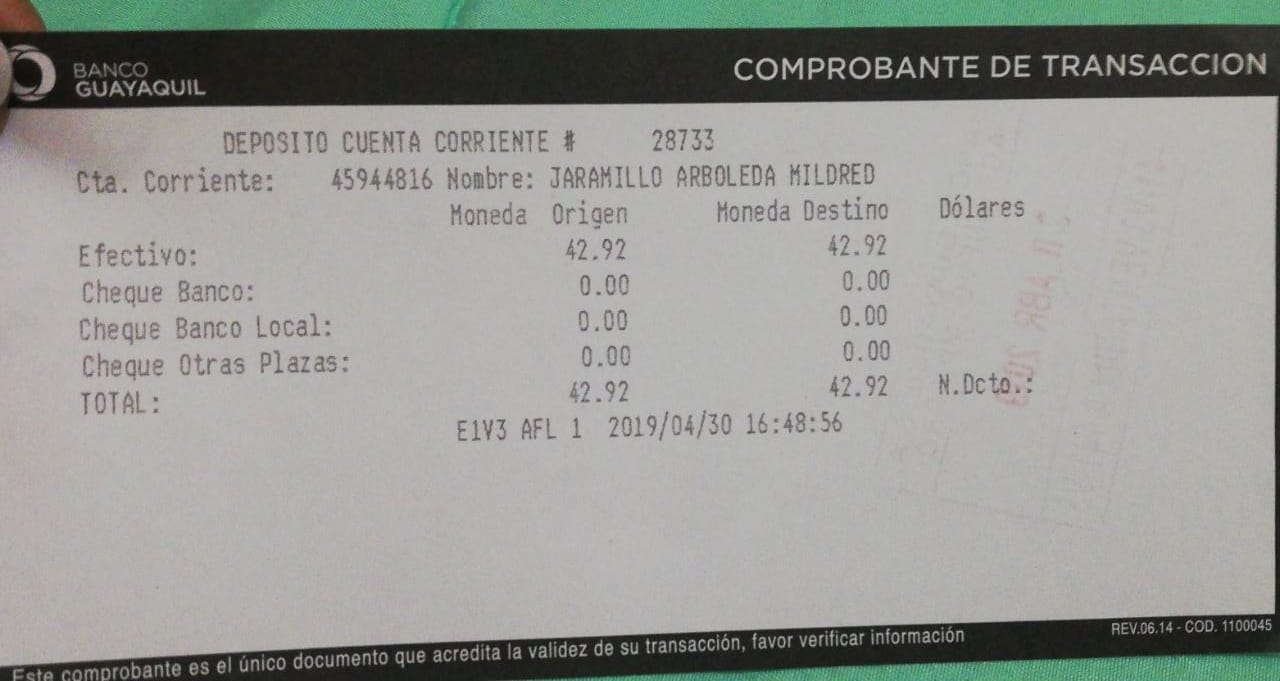 BANCO
GUAYAQUIL
COMPROBANTE DE TRANSACCION
DEPOSITO CUENTA CORRIENTE # 28733
Cta. Corriente: 45944816 Nombre: JARAMILLO ARBOLEDA MILDRED
Moneda Origen Moneda Destino Dólares
Efectivo: 42.92 42.92
Cheque Banco: 0.00 0.00
Cheque Banco Local: 0.00 0.00
Cheque Otras Plazas: 0.00 0.00
TOTAL: 42.92 42.92 N.Dcto.:
E1V3 AFL 1 2019/04/30 16:48:56
ABR
REV.06.14 - COD. 1100045
Este comprobante es el único documento que acredita la validez de su transacción, favor verificar información